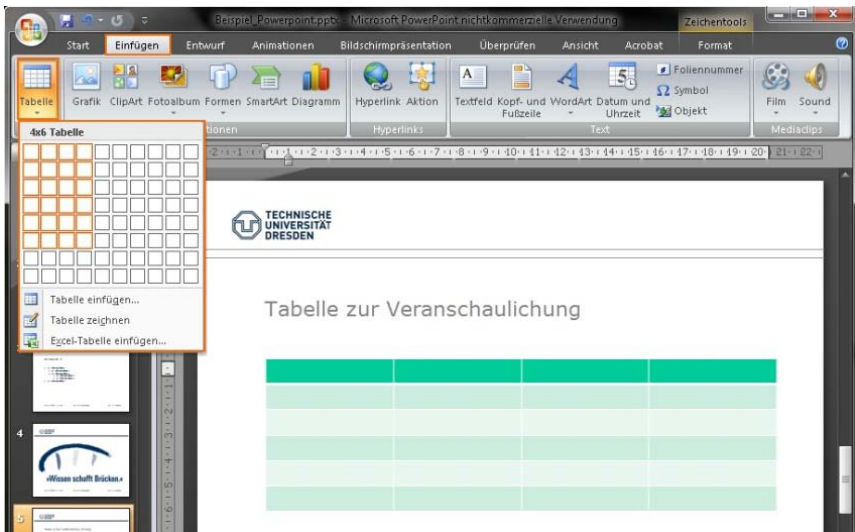 Beispiel_Powerpoint.pptx - Microsoft PowerPoint nichtkommerzielle Verwendung
Zeichentools
Start Einfügen Entwurf Animationen Bildschirmpräsentation Überprüfen Ansicht Acrobat Format
Tabelle Grafik ClipArt Fotoalbum Formen SmartArt Diagramm Hyperlink Aktion Textfeld Kopf- und Fußzeile WordArt Datum und Uhrzeit Foliennummer Symbol Objekt Film Sound
Hyperlinks Text Mediaclips
4x6 Tabelle
Tabelle einfügen...
Tabelle zeichnen
Excel-Tabelle einfügen...
TECHNISCHE
UNIVERSITÄT
DRESDEN
Tabelle zur Veranschaulichung
4
»Wissen schafft Brücken.«
5